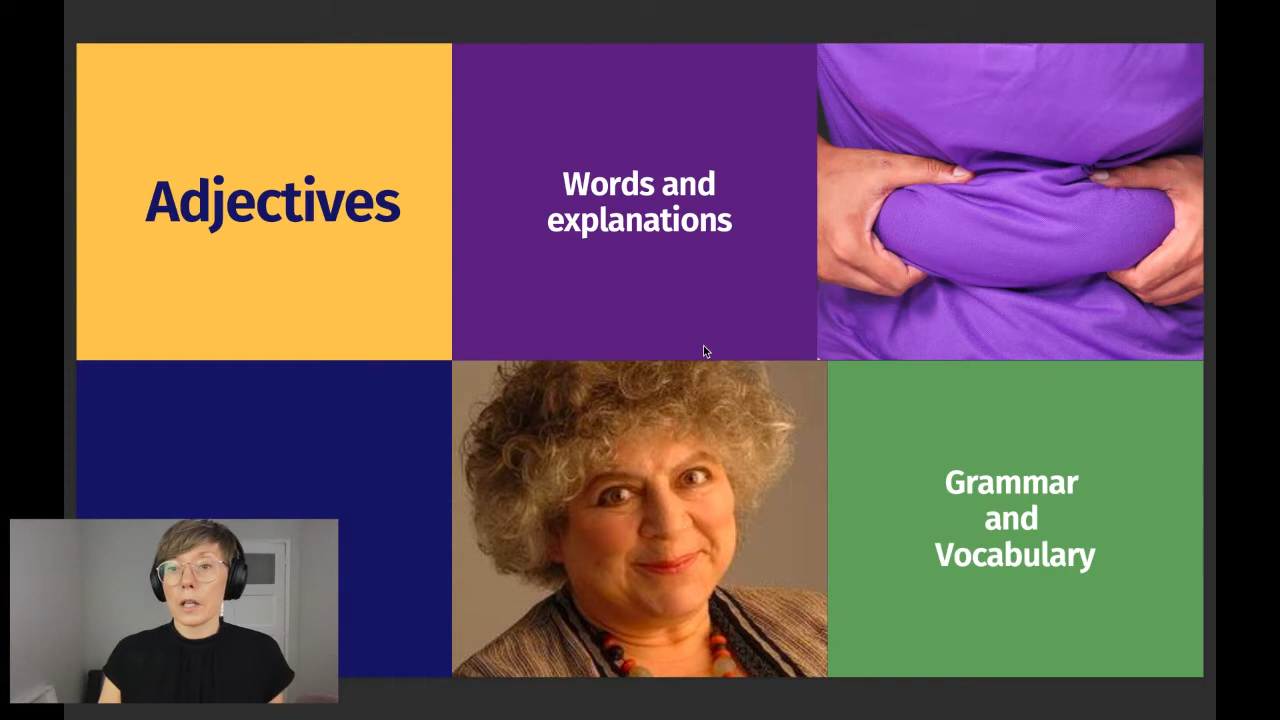 Adjectives
Words and
explanations
Grammar
and
Vocabulary